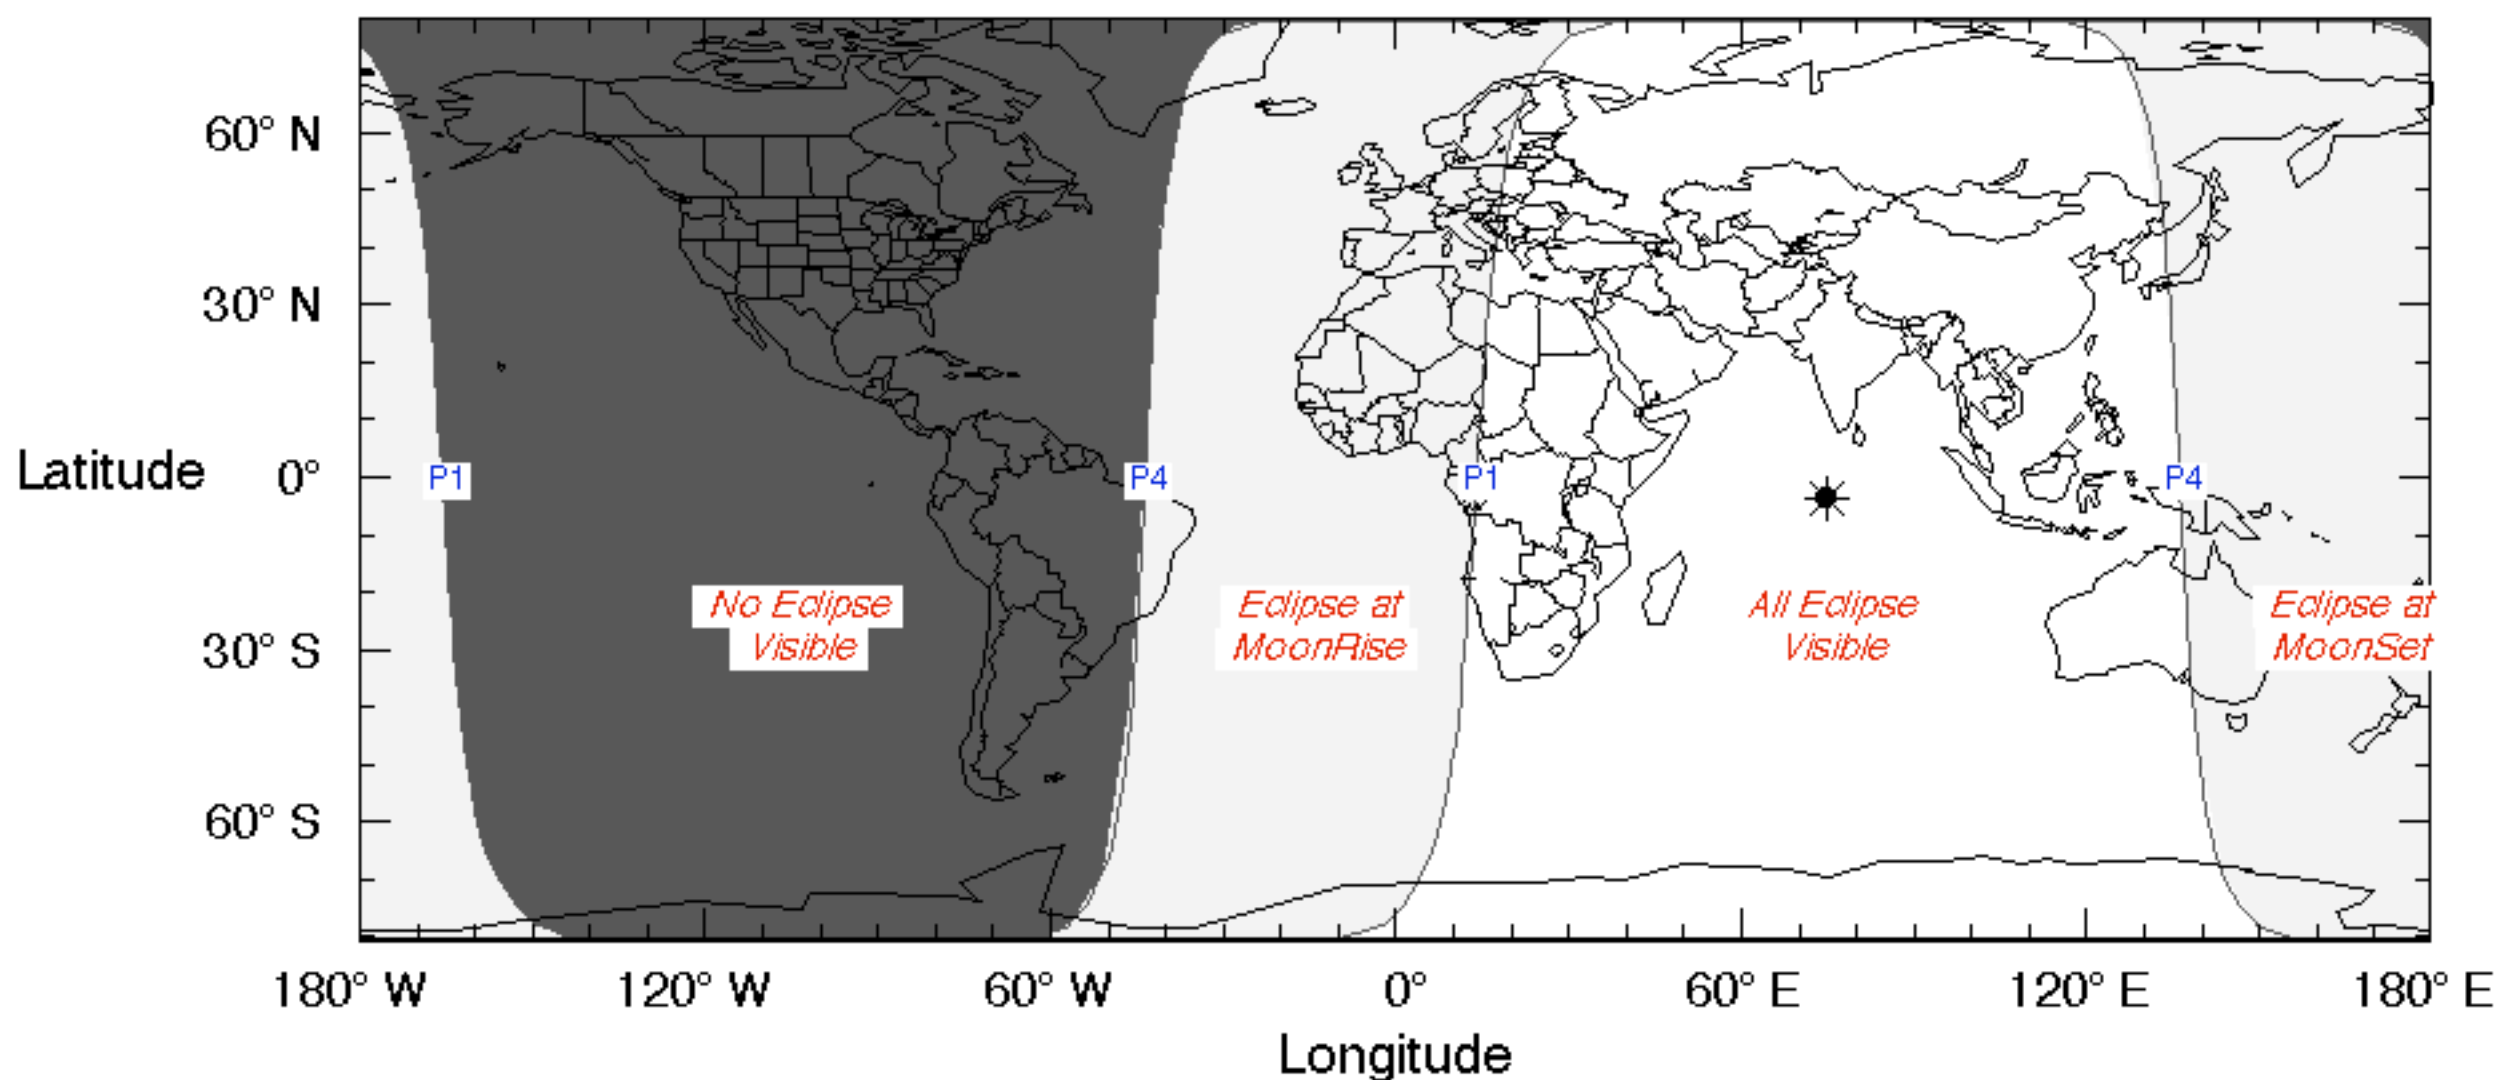 60° N
30° N
Latitude 0°
P1 P4 P1 P4
No Eclipse Visible
Eclipse at MoonRise
All Eclipse Visible
Eclipse at MoonSet
30° S
60° S
180° W 120° W 60° W 0° 60° E 120° E 180° E
Longitude